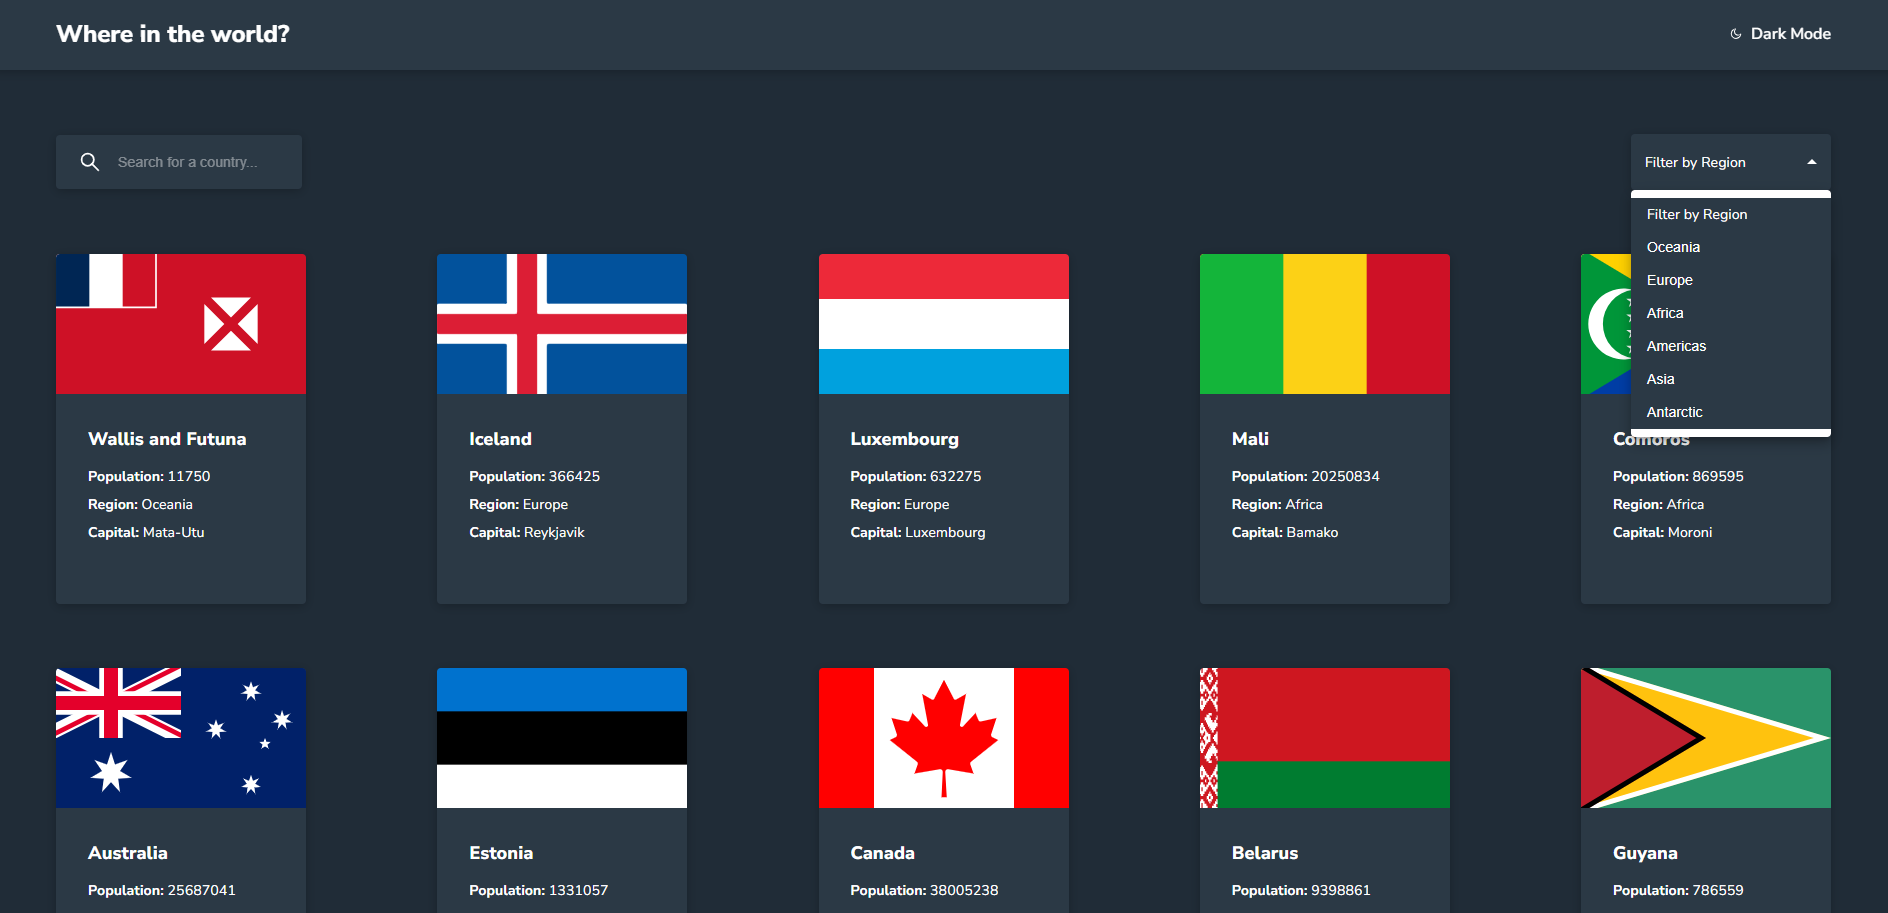 Where in the world?
Dark Mode
Search for a country...
Filter by Region
Filter by Region
Oceania
Europe
Africa
Americas
Asia
Antarctic
Wallis and Futuna
Population: 11750
Region: Oceania
Capital: Mata-Utu
Iceland
Population: 366425
Region: Europe
Capital: Reykjavik
Luxembourg
Population: 632275
Region: Europe
Capital: Luxembourg
Mali
Population: 20250834
Region: Africa
Capital: Bamako
Comoros
Population: 869595
Region: Africa
Capital: Moroni
Australia
Population: 25687041
Estonia
Population: 1331057
Canada
Population: 38005238
Belarus
Population: 9398861
Guyana
Population: 786559